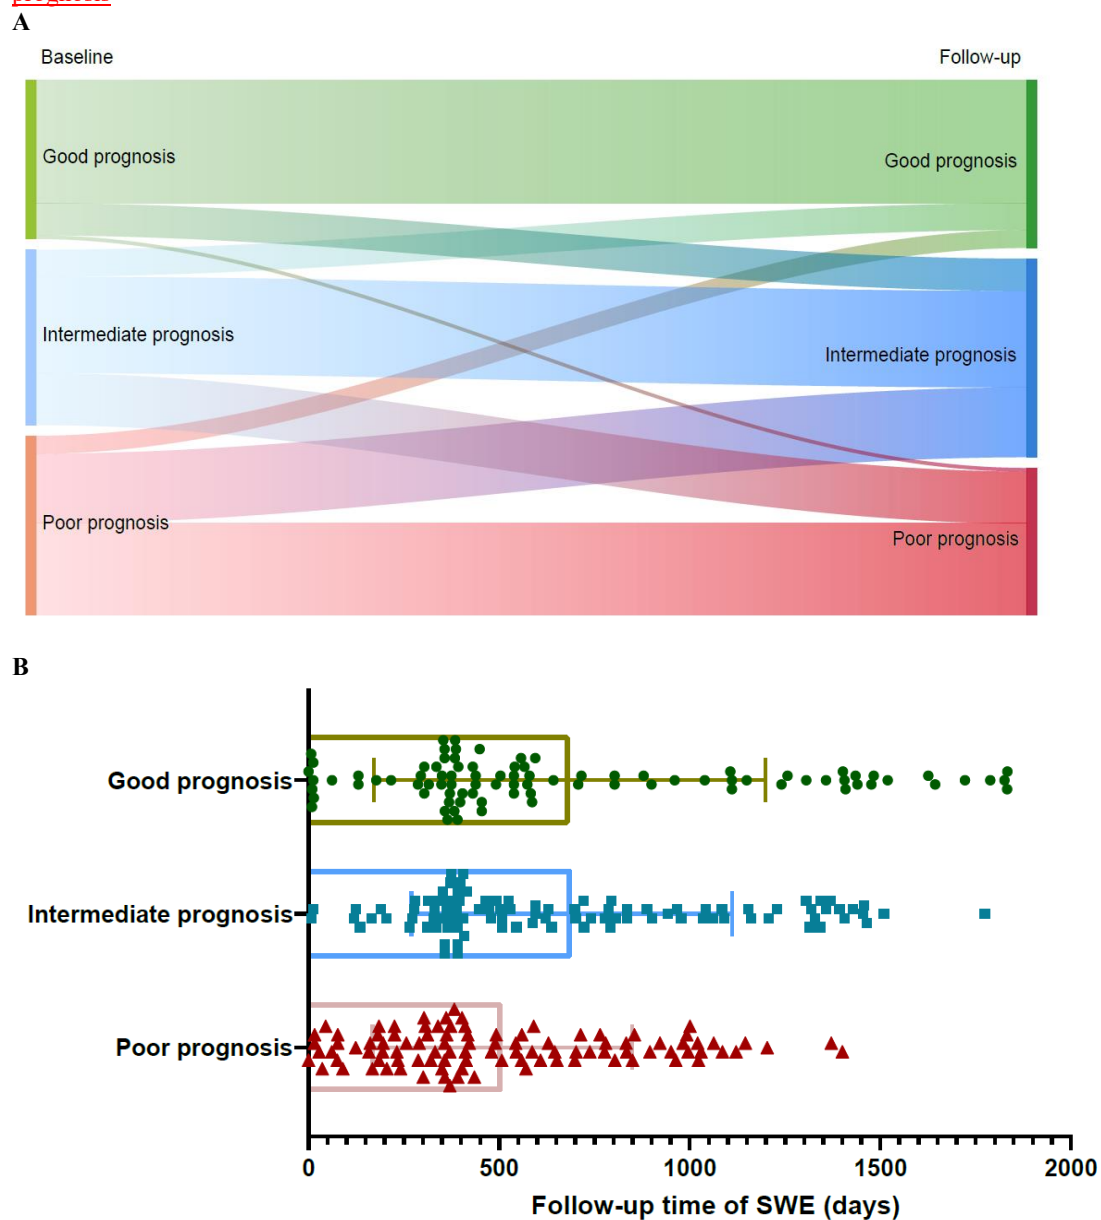 prognosis
A
Baseline Follow-up
Good prognosis Good prognosis
Intermediate prognosis Intermediate prognosis
Poor prognosis Poor prognosis
B
Good prognosis
Intermediate prognosis
Poor prognosis
0 500 1000 1500 2000
Follow-up time of SWE (days)